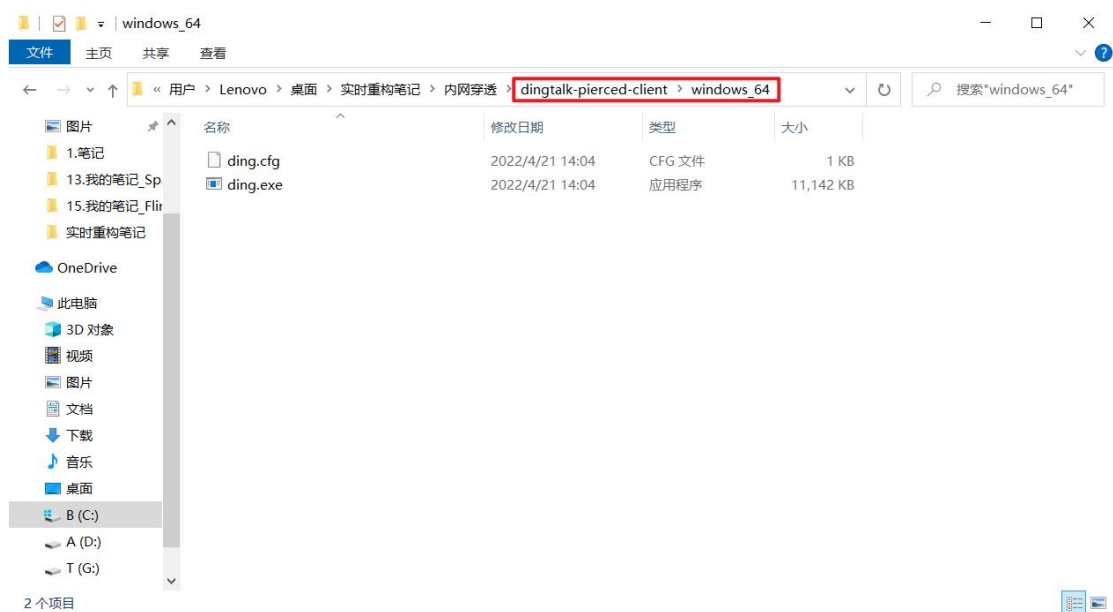 windows_64
文件 主页 共享 查看
« 用户 > Lenovo > 桌面 > 实时重构笔记 > 内网穿透 > dingtalk-pierced-client > windows_64 搜索"windows_64"
名称 修改日期 类型 大小
图片
1.笔记
13.我的笔记_Sp
15.我的笔记_Flin
实时重构笔记
OneDrive
此电脑
3D 对象
视频
图片
文档
下载
音乐
桌面
B (C:)
A (D:)
T (G:)
ding.cfg 2022/4/21 14:04 CFG 文件 1 KB
ding.exe 2022/4/21 14:04 应用程序 11,142 KB
2 个项目